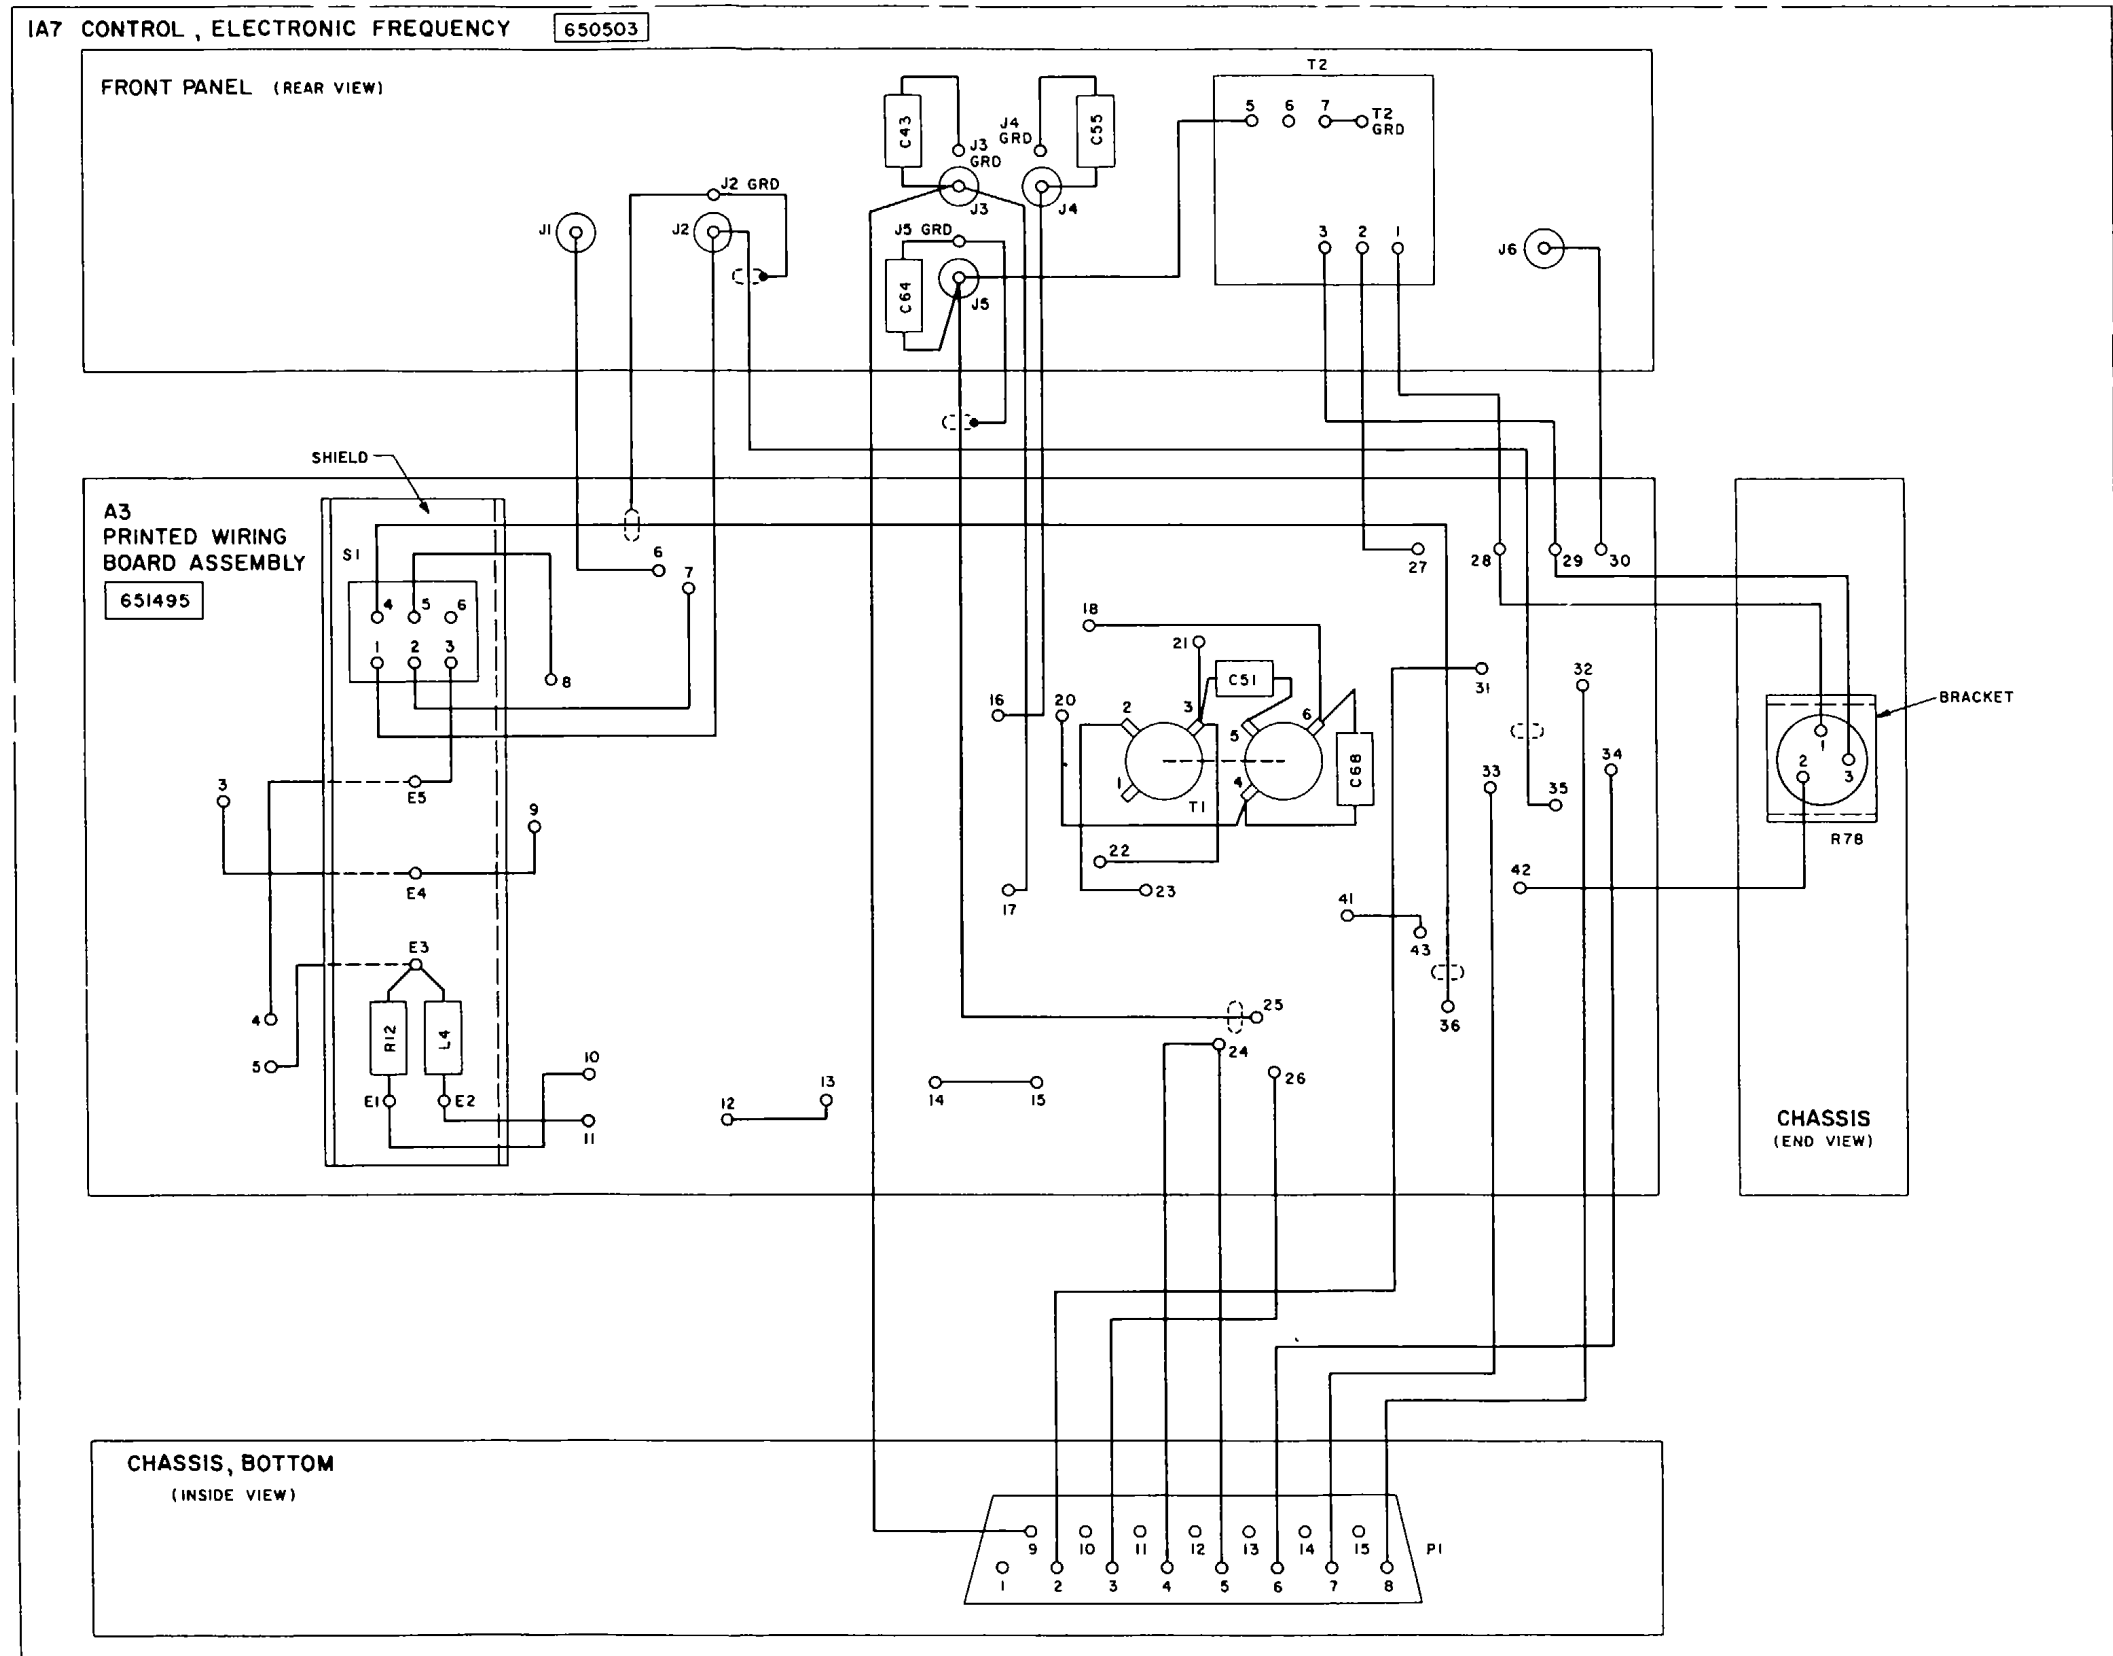 1A7 CONTROL, ELECTRONIC FREQUENCY 650503
FRONT PANEL (REAR VIEW)
T2
5 6 7 T2
GRD
3 2 1
C43
J3
GRD
J3
J4
GRD
C55
J4
J2 GRD
J1
J2
J5 GRD
C64
J5
J6
SHIELD
A3
PRINTED WIRING
BOARD ASSEMBLY
651495
S1
4 5 6
1 2 3
6
7
8
27
28
29
30
18
21
C51
31
32
16
20
2
3
5
6
C68
1
T1
4
33
34
35
22
23
17
41
43
42
36
BRACKET
1
2
3
R78
3
E5
9
E4
E3
4
5
R12
L4
E1
E2
10
11
12
13
14
15
25
24
26
CHASSIS
(END VIEW)
CHASSIS, BOTTOM
(INSIDE VIEW)
9 10 11 12 13 14 15
P1
1 2 3 4 5 6 7 8